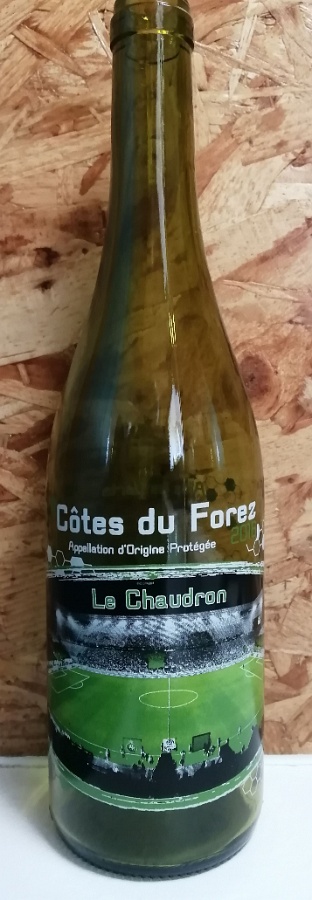 Côtes du Forez
Appellation d'Origine Protégée
Le Chaudron